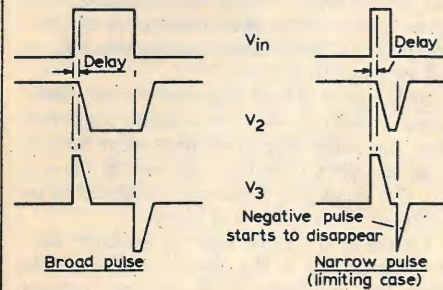 Vin
Delay
Delay
V2
V3
Negative pulse
starts to disappear
Broad pulse
Narrow pulse
(limiting case)